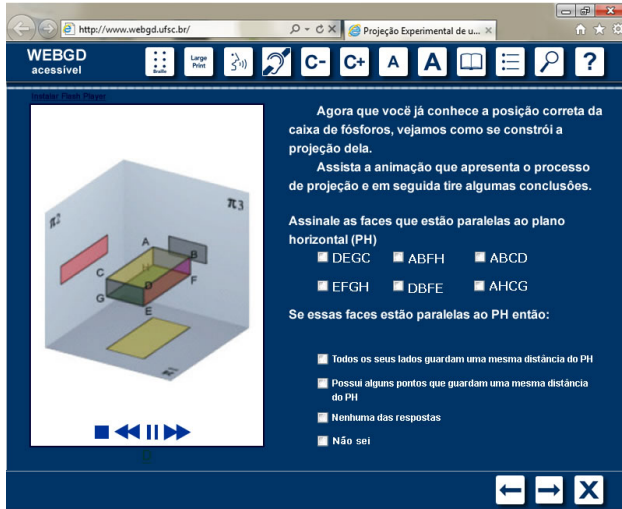 http://www.webgd.ufsc.br/
Projeção Experimental de u...
WEBGD
acessível
Braille
Large
Print
C-
C+
A
A
?
Instalar Flash Player
Agora que você já conhece a posição correta da
caixa de fósforos, vejamos como se constrói a
projeção dela.
Assista a animação que apresenta o processo
de projeção e em seguida tire algumas conclusões.
Assinale as faces que estão paralelas ao plano
horizontal (PH)
DEGC ABFH ABCD
EFGH DBFE AHCG
Se essas faces estão paralelas ao PH então:
Todos os seus lados guardam uma mesma distância do PH
Possui alguns pontos que guardam uma mesma distância
do PH
Nenhuma das respostas
Não sei
π2
π3
A
B
C
H
D
F
G
E
π1
X